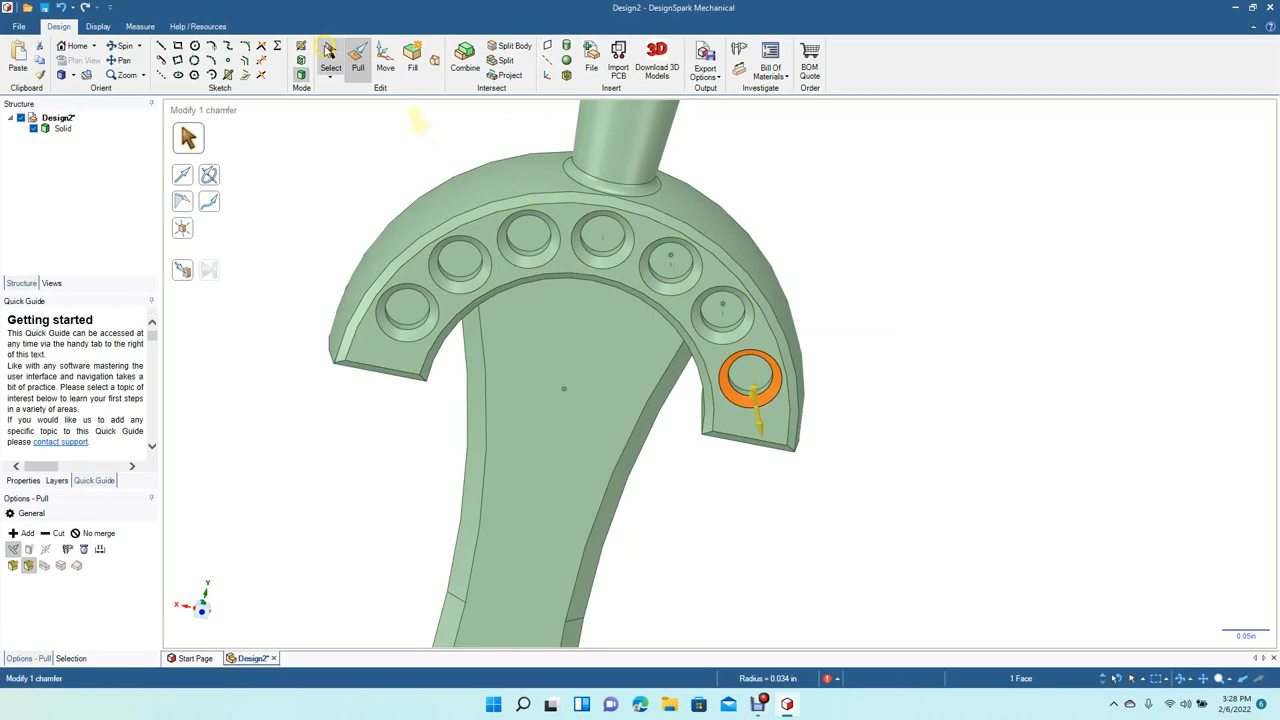 Design2 - DesignSpark Mechanical
File Design Display Measure Help / Resources
Paste
Clipboard
Home Spin
Plan View Pan
Zoom
Orient
Sketch
Mode
Select Pull Move Fill
Edit
Combine
Split Body
Split
Project
Intersect
File Import PCB Download 3D Models
Insert
Export Options
Output
Bill Of Materials
Investigate
BOM Quote
Order
Structure
Design2*
Solid
Modify 1 chamfer
Structure Views
Quick Guide
Getting started
This Quick Guide can be accessed at
any time via the handy tab to the right
of this text.
Like with any software mastering the
user interface and navigation takes a
bit of practice. Please select a topic of
interest below to learn your first steps
in a variety of areas.
If you would like us to add any
specific topic to this Quick Guide
please contact support.
Properties Layers Quick Guide
Options - Pull
General
Add Cut No merge
X
Y
0.05in
Options - Pull Selection
Start Page Design2*
Modify 1 chamfer
Radius = 0.034 in
1 Face
3:28 PM
2/6/2022